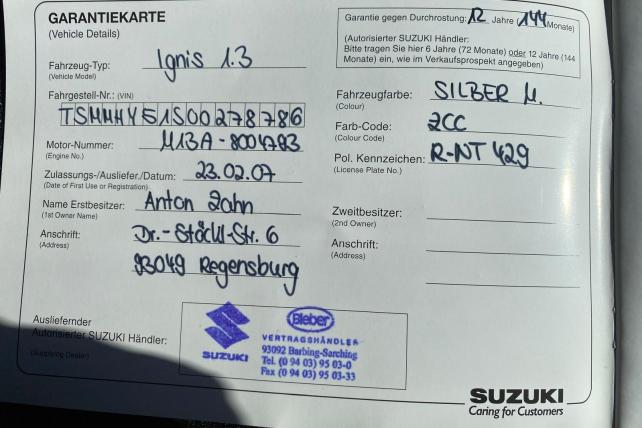 GARANTIEKARTE
(Vehicle Details)
Garantie gegen Durchrostung: 12 Jahre (144 Monate)
(Autorisierter SUZUKI Händler:
Bitte tragen Sie hier 6 Jahre (72 Monate) oder 12 Jahre (144
Monate) ein, wie im Verkaufsprospekt angegeben)
Fahrzeug-Typ: Ignis 1.3
(Vehicle Model)
Fahrgestell-Nr.: (VIN)
TSMMHY51S00278786
Motor-Nummer: M13A-8004793
(Engine No.)
Zulassungs-/Ausliefer./Datum: 23.02.07
(Date of First Use or Registration)
Name Erstbesitzer: Anton Zahn
(1st Owner Name)
Anschrift: Dr.-Stöckl-Str. 6
(Address)
93049 Regensburg
Fahrzeugfarbe: SILBER M.
(Colour)
Farb-Code: 2CC
(Colour Code)
Pol. Kennzeichen: R-NT 429
(License Plate No.)
Zweitbesitzer:
(2nd Owner)
Anschrift:
(Address)
Ausliefernder
Autorisierter SUZUKI Händler:
(Supplying Dealer)
SUZUKI
Bieber
VERTRAGSHÄNDLER
93092 Barbing-Sarching
Tel. (0 94 03) 95 03-0
Fax (0 94 03) 95 03-33
SUZUKI
Caring for Customers